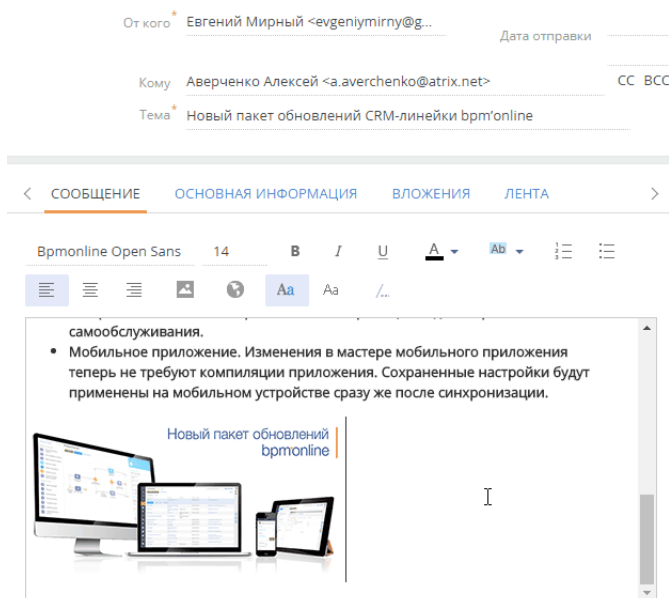 От кого* Евгений Мирный <evgeniymirny@g...
Дата отправки
Кому Аверченко Алексей <a.averchenko@atrix.net> CC BCC
Тема* Новый пакет обновлений CRM-линейки bpm'online
СООБЩЕНИЕ ОСНОВНАЯ ИНФОРМАЦИЯ ВЛОЖЕНИЯ ЛЕНТА
Bpmonline Open Sans 14 B I U A Ab
Aa Aa /...
самообслуживания.
• Мобильное приложение. Изменения в мастере мобильного приложения
теперь не требуют компиляции приложения. Сохраненные настройки будут
применены на мобильном устройстве сразу же после синхронизации.
Новый пакет обновлений
bpmonline